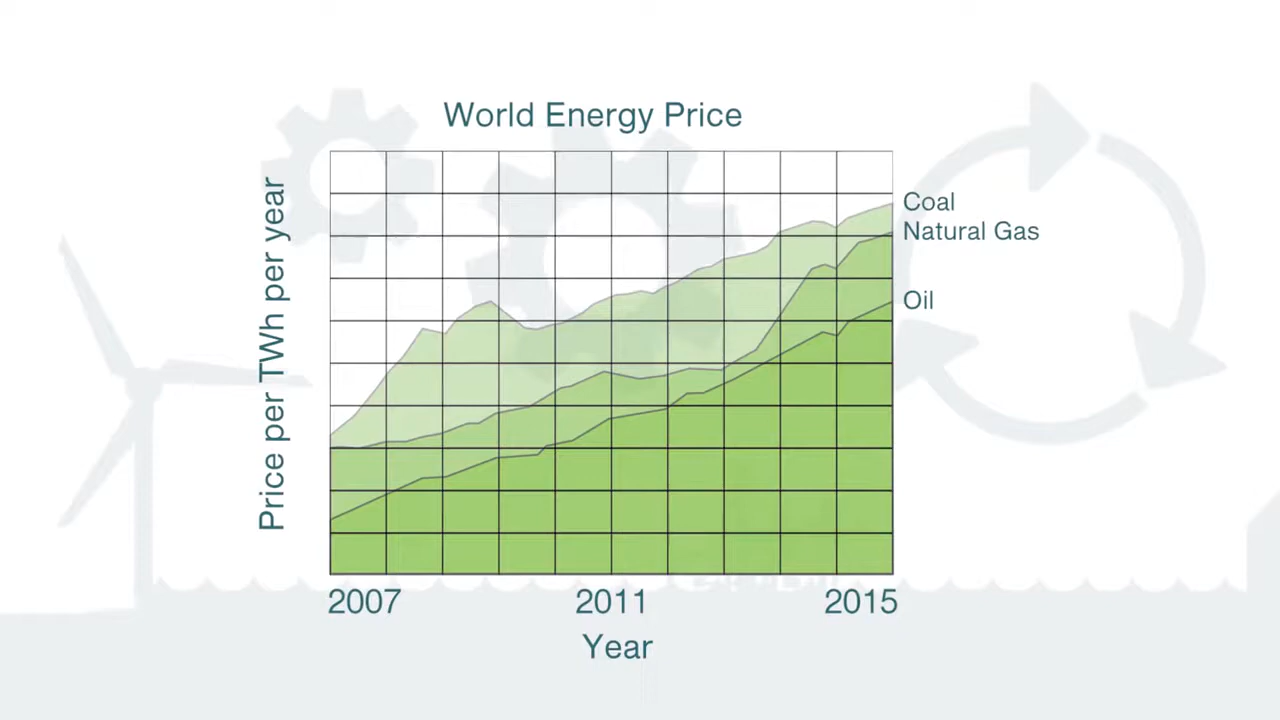 World Energy Price
Price per TWh per year
Coal
Natural Gas
Oil
2007
2011
2015
Year